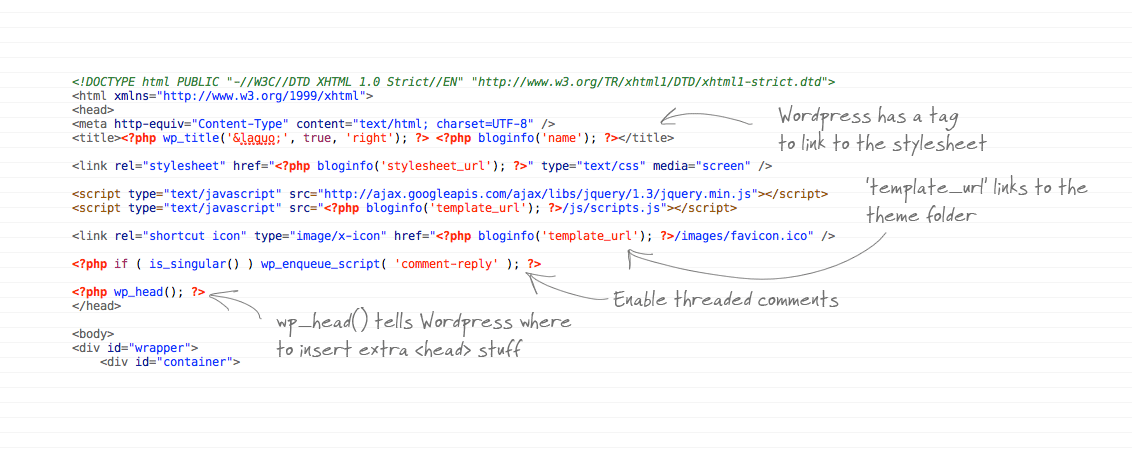 <!DOCTYPE html PUBLIC "-//W3C//DTD XHTML 1.0 Strict//EN" "http://www.w3.org/TR/xhtml1/DTD/xhtml1-strict.dtd">
<html xmlns="http://www.w3.org/1999/xhtml">
<head>
<meta http-equiv="Content-Type" content="text/html; charset=UTF-8" />
<title><?php wp_title('&laquo;', true, 'right'); ?> <?php bloginfo('name'); ?></title>
Wordpress has a tag
to link to the stylesheet
<link rel="stylesheet" href="<?php bloginfo('stylesheet_url'); ?>" type="text/css" media="screen" />
<script type="text/javascript" src="http://ajax.googleapis.com/ajax/libs/jquery/1.3/jquery.min.js"></script>
<script type="text/javascript" src="<?php bloginfo('template_url'); ?>/js/scripts.js"></script>
'template_url' links to the
theme folder
<link rel="shortcut icon" type="image/x-icon" href="<?php bloginfo('template_url'); ?>/images/favicon.ico" />
<?php if ( is_singular() ) wp_enqueue_script( 'comment-reply' ); ?>
Enable threaded comments
<?php wp_head(); ?>
</head>
wp_head() tells Wordpress where
to insert extra <head> stuff
<body>
<div id="wrapper">
    <div id="container">